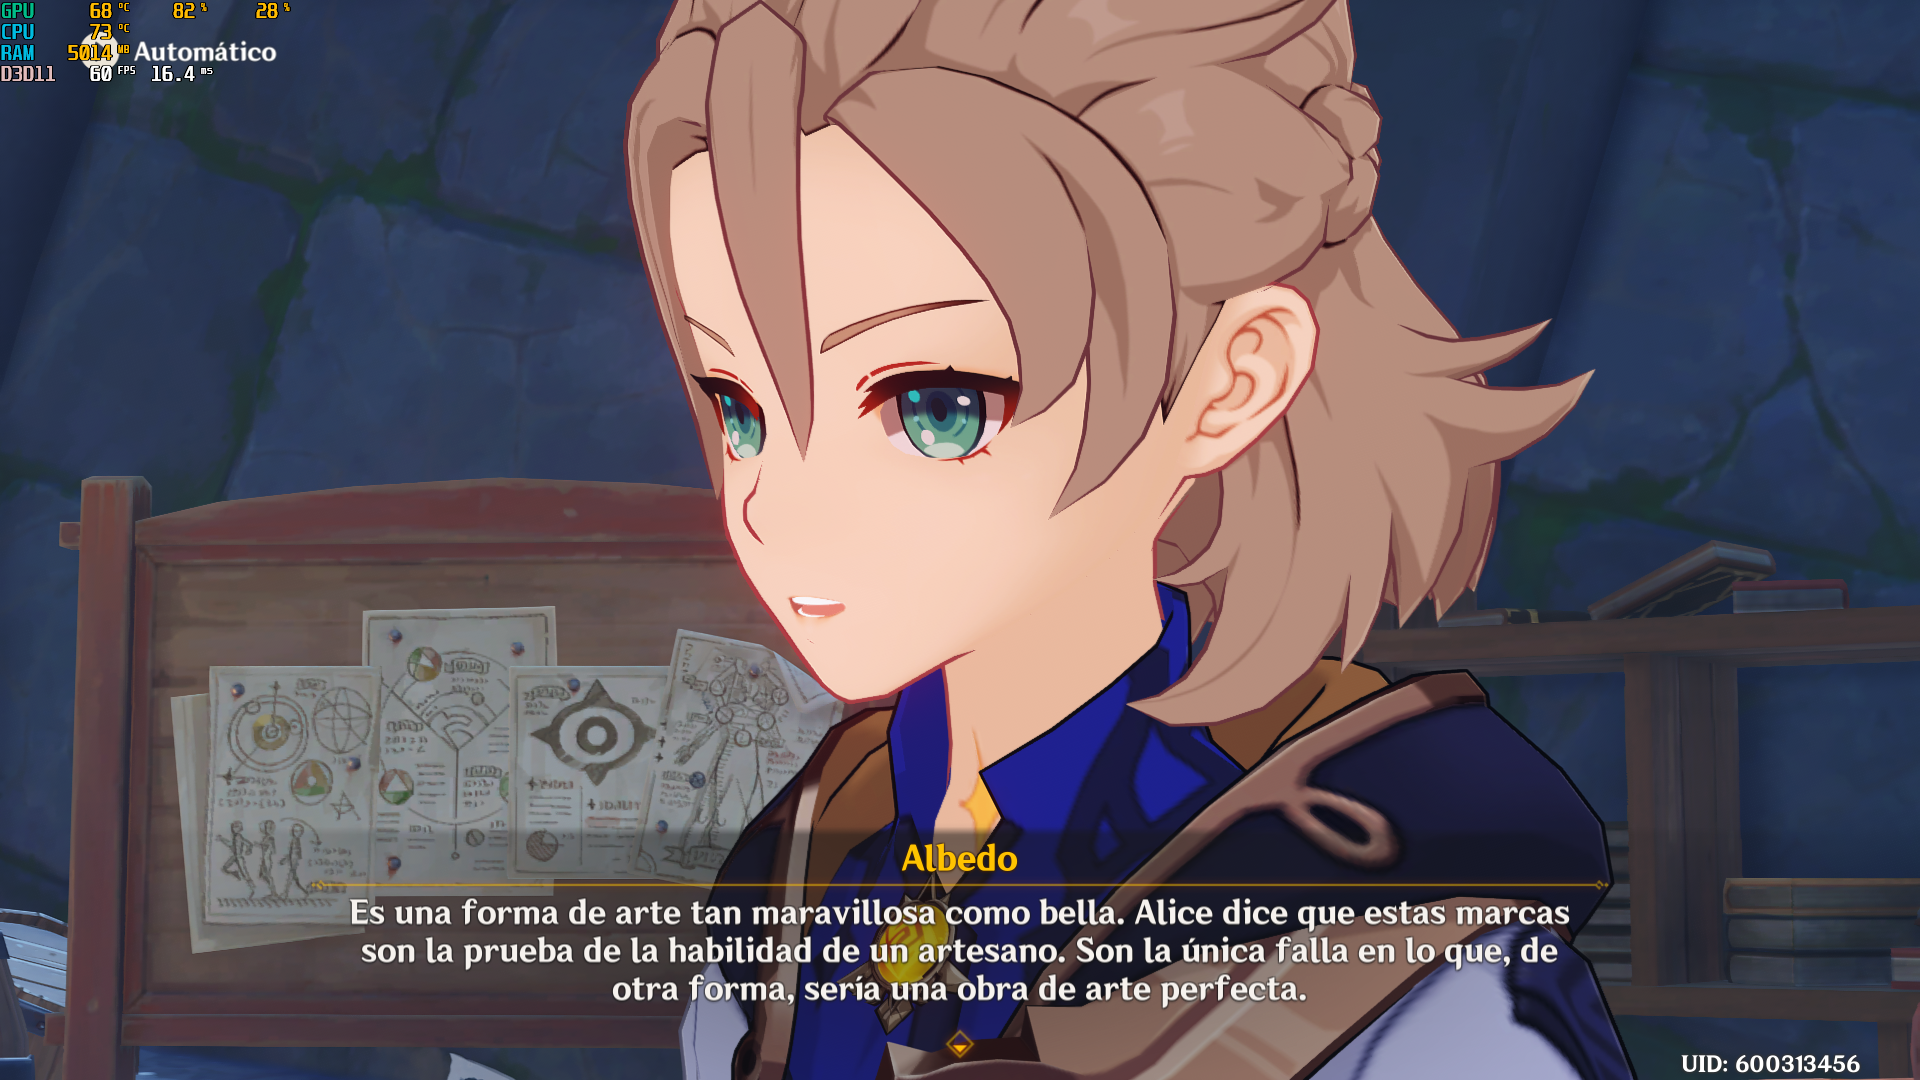 GPU 68 °C 82 % 28 %
CPU 73 °C
RAM 5014 MB
Automático
D3D11 60 FPS 16.4 ms
Albedo
Es una forma de arte tan maravillosa como bella. Alice dice que estas marcas
son la prueba de la habilidad de un artesano. Son la única falla en lo que, de
otra forma, sería una obra de arte perfecta.
UID: 600313456